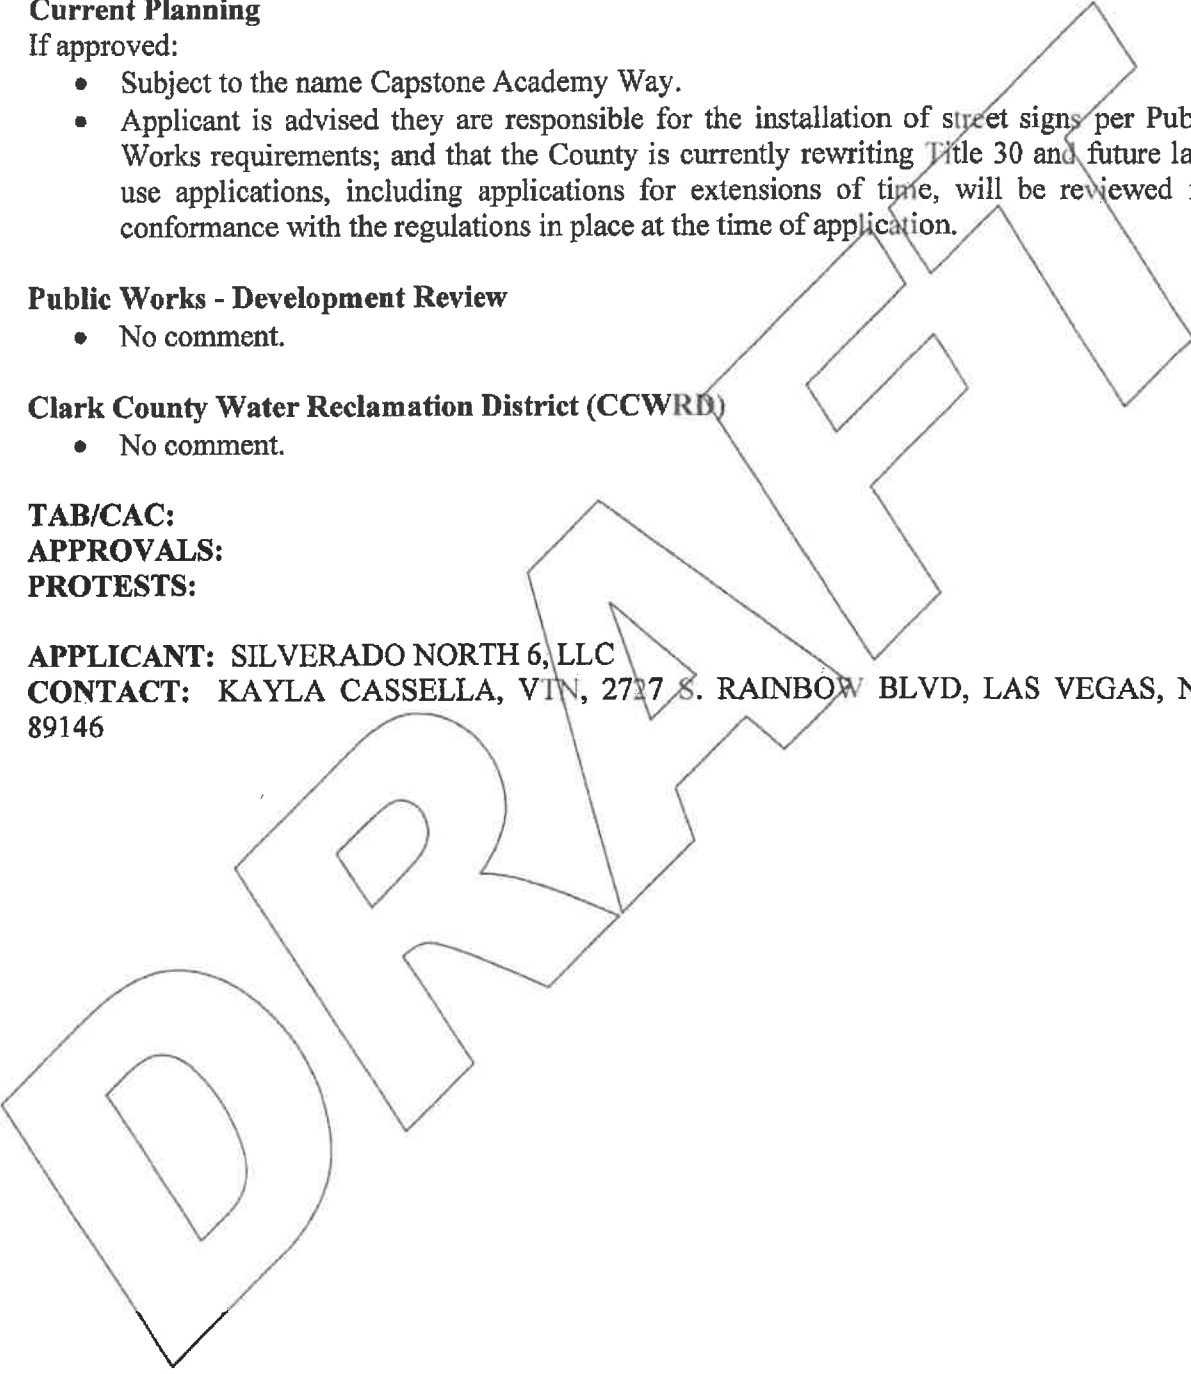 Current Planning
If approved:
• Subject to the name Capstone Academy Way.
• Applicant is advised they are responsible for the installation of street signs per Pub
Works requirements; and that the County is currently rewriting Title 30 and future la
use applications, including applications for extensions of time, will be reviewed
conformance with the regulations in place at the time of application.
Public Works - Development Review
• No comment.
Clark County Water Reclamation District (CCWRD)
• No comment.
TAB/CAC:
APPROVALS:
PROTESTS:
APPLICANT: SILVERADO NORTH 6, LLC
CONTACT: KAYLA CASSELLA, VTN, 2727 S. RAINBOW BLVD, LAS VEGAS, N
89146
DRAFT